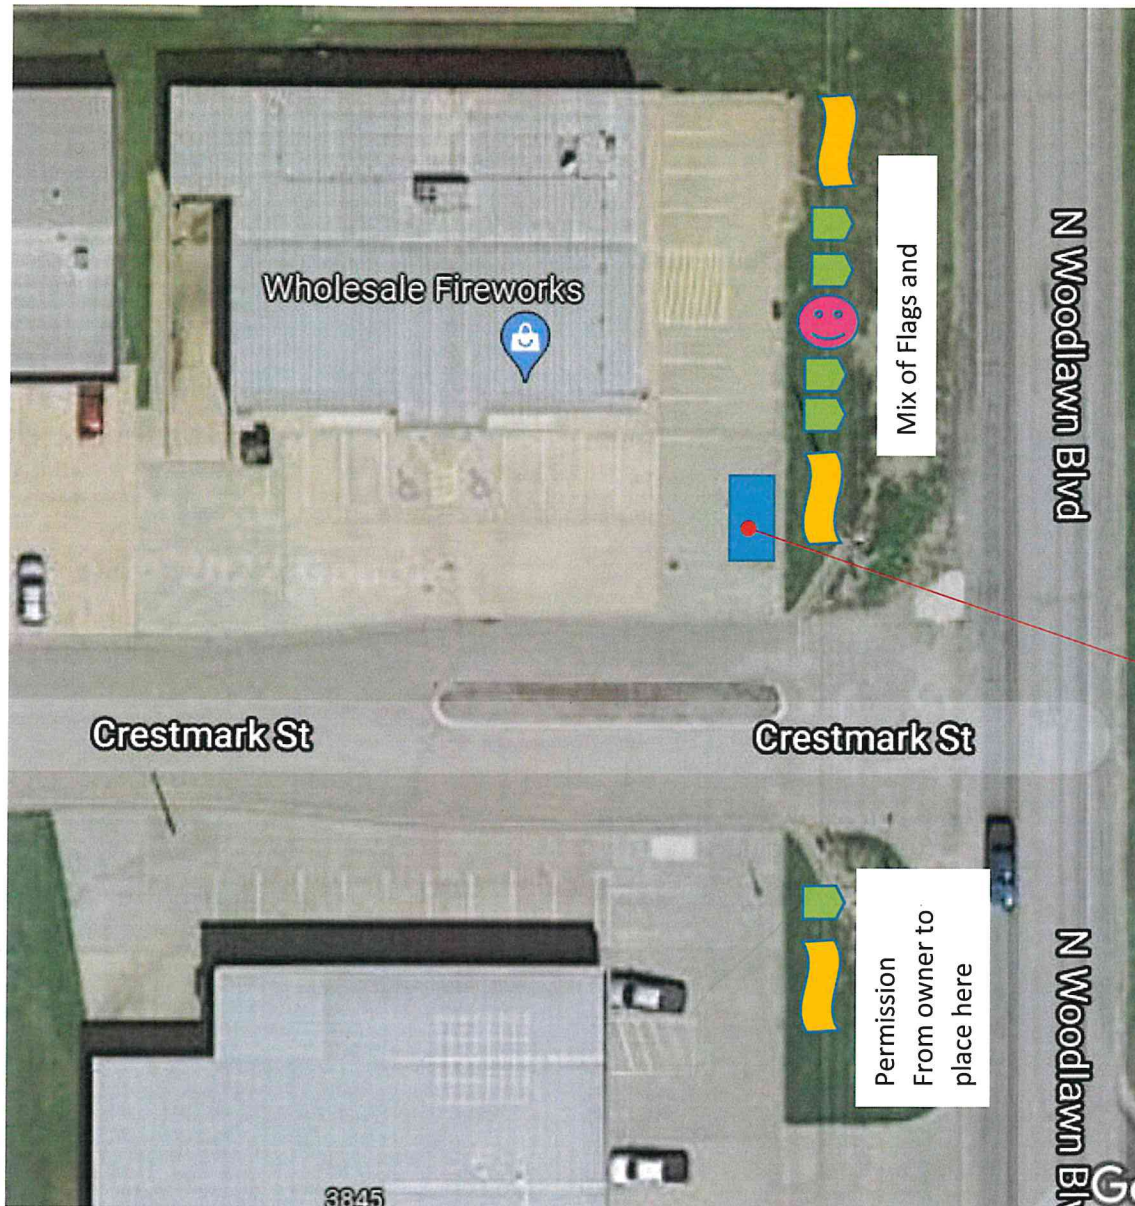 Wholesale Fireworks
Mix of Flags and
N Woodlawn Blvd
Crestmark St
Crestmark St
Permission
From owner to
place here
N Woodlawn Bl
3845
Go